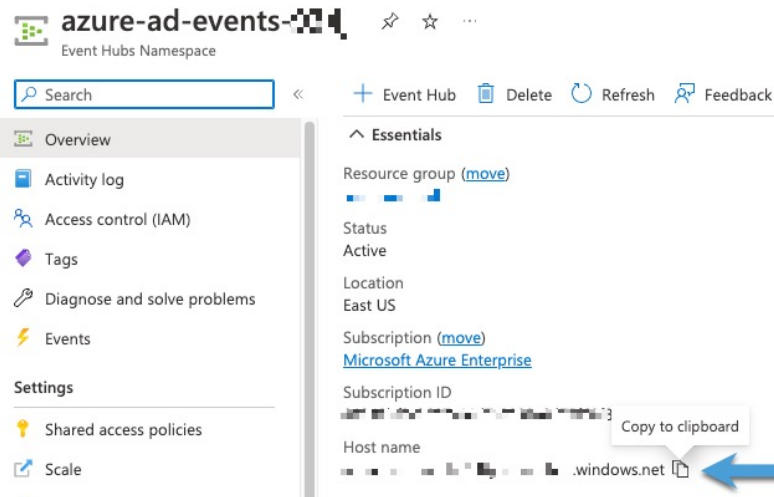 azure-ad-events-
Event Hubs Namespace
Search
Overview
Activity log
Access control (IAM)
Tags
Diagnose and solve problems
Events
Settings
Shared access policies
Scale
Event Hub
Delete
Refresh
Feedback
Essentials
Resource group (move)
Status
Active
Location
East US
Subscription (move)
Microsoft Azure Enterprise
Subscription ID
Copy to clipboard
Host name
.windows.net